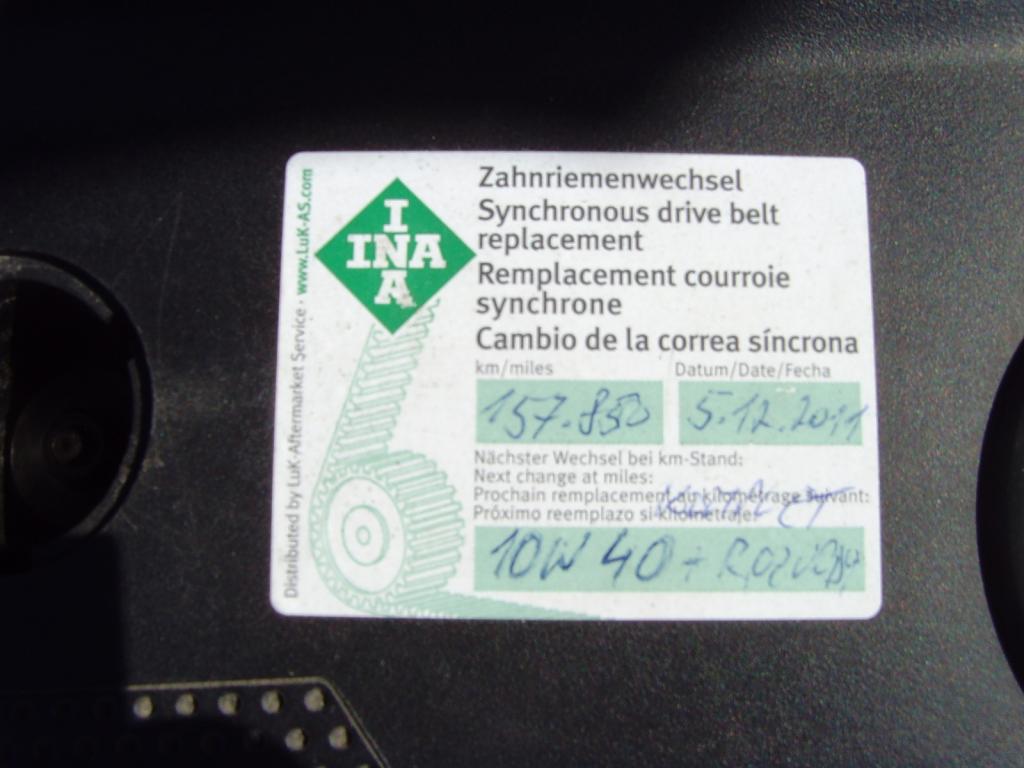 Zahnriemenwechsel
Synchronous drive belt
replacement
Remplacement courroie
synchrone
Cambio de la correa síncrona
INA
INA
km/miles
Datum/Date/Fecha
157.850
5.12.2011
Nächster Wechsel bei km-Stand:
Next change at miles:
Prochain remplacement au kilométrage suivant:
Próximo reemplazo si kilometraje:
10W 40 +
Distributed by LuK-Aftermarket Service · www.LuK-AS.com